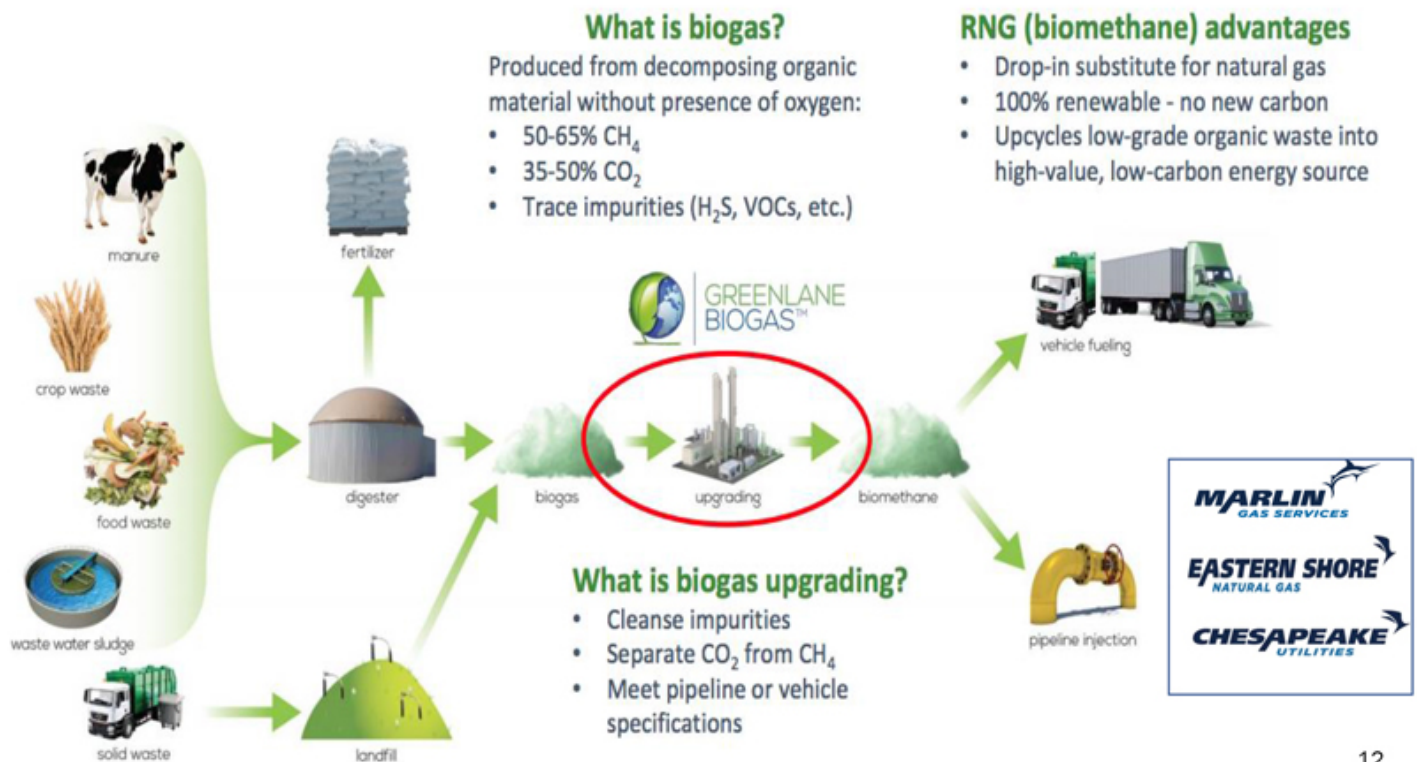 What is biogas?
Produced from decomposing organic
material without presence of oxygen:
• 50-65% CH₄
• 35-50% CO₂
• Trace impurities (H₂S, VOCs, etc.)
RNG (biomethane) advantages
• Drop-in substitute for natural gas
• 100% renewable - no new carbon
• Upcycles low-grade organic waste into
high-value, low-carbon energy source
manure
fertilizer
GREENLANE
BIOGAS™
vehicle fueling
crop waste
food waste
digester
biogas
upgrading
biomethane
MARLIN
GAS SERVICES
EASTERN SHORE
NATURAL GAS
CHESAPEAKE
UTILITIES
waste water sludge
pipeline injection
What is biogas upgrading?
• Cleanse impurities
• Separate CO₂ from CH₄
• Meet pipeline or vehicle
specifications
solid waste
landfill
12